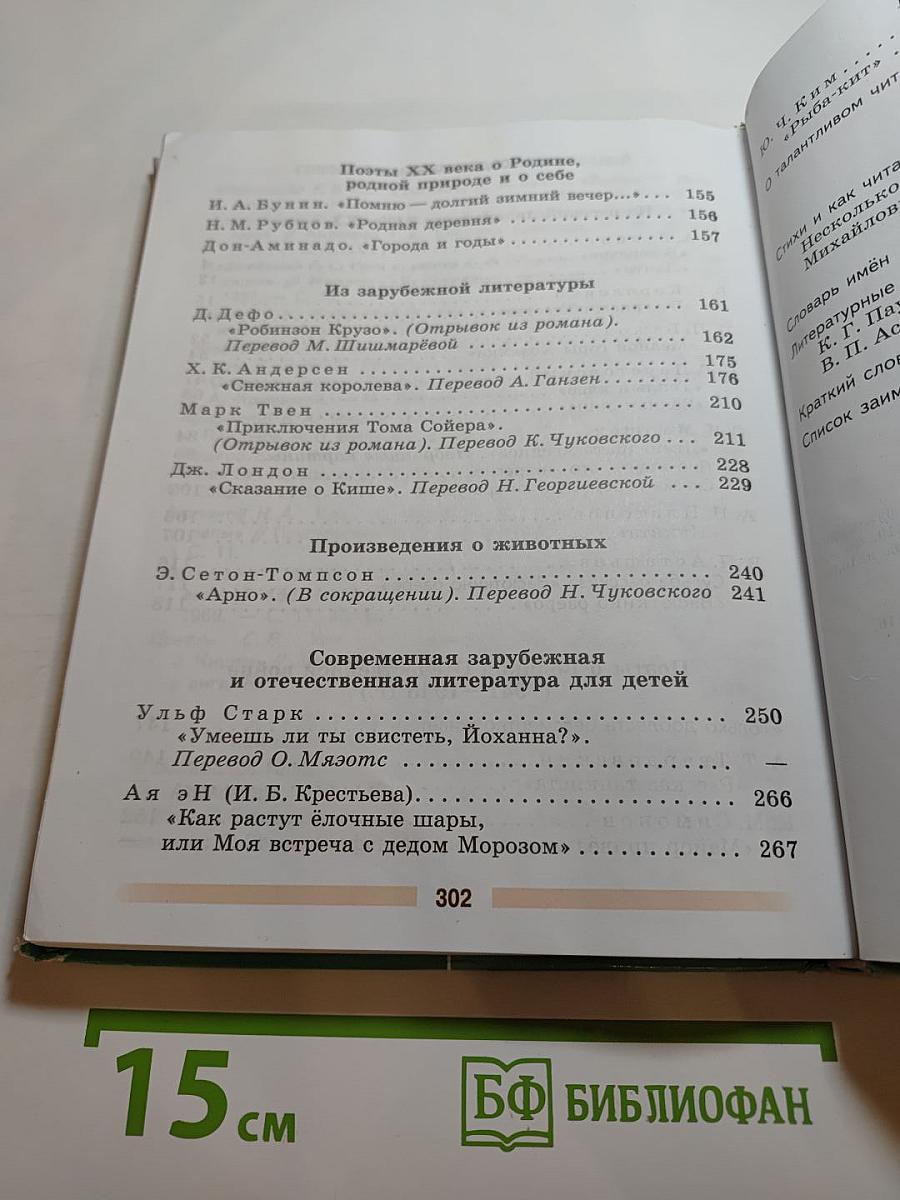 Поэты XX века о Родине,
родной природе и о себе
И. А. Бунин. «Помню — долгий зимний вечер...» . . . 155
Н. М. Рубцов. «Родная деревня» . . . . . . . . . . . . . . . . 156
Дон-Аминадо. «Города и годы» . . . . . . . . . . . . . . . . 157
Из зарубежной литературы
Д. Дефо . . . . . . . . . . . . . . . . . . . . . . . . . . . . . . . . . . 161
«Робинзон Крузо». (Отрывок из романа).
Перевод М. Шишмарёвой . . . . . . . . . . . . . . . . . . . 162
Х. К. Андерсен . . . . . . . . . . . . . . . . . . . . . . . . . . . . 175
«Снежная королева». Перевод А. Ганзен . . . . . . . . 176
Марк Твен . . . . . . . . . . . . . . . . . . . . . . . . . . . . . . . 210
«Приключения Тома Сойера».
(Отрывок из романа). Перевод К. Чуковского . . . 211
Дж. Лондон . . . . . . . . . . . . . . . . . . . . . . . . . . . . . . 228
«Сказание о Кише». Перевод Н. Георгиевской . . . 229
Произведения о животных
Э. Сетон-Томпсон . . . . . . . . . . . . . . . . . . . . . . . . . . 240
«Арно». (В сокращении). Перевод Н. Чуковского 241
Современная зарубежная
и отечественная литература для детей
Ульф Старк . . . . . . . . . . . . . . . . . . . . . . . . . . . . . . 250
«Умеешь ли ты свистеть, Йоханна?».
Перевод О. Мяэотс . . . . . . . . . . . . . . . . . . . . . . . . —
Ая эН (И. Б. Крестьева) . . . . . . . . . . . . . . . . . . . . . . 266
«Как растут ёлочные шары,
или Моя встреча с дедом Морозом» . . . . . . . . . . . . 267
302
Ю. Ч. Ким . . . . .
«Рыба-кит» .
О талантливом чит
Стихи и как чита
Несколько
Михайлов
Словарь имён
Литературные
К. Г. Пау
В. П. Ас
Краткий слов
Список заим
15 см
БФ БИБЛИОФАН